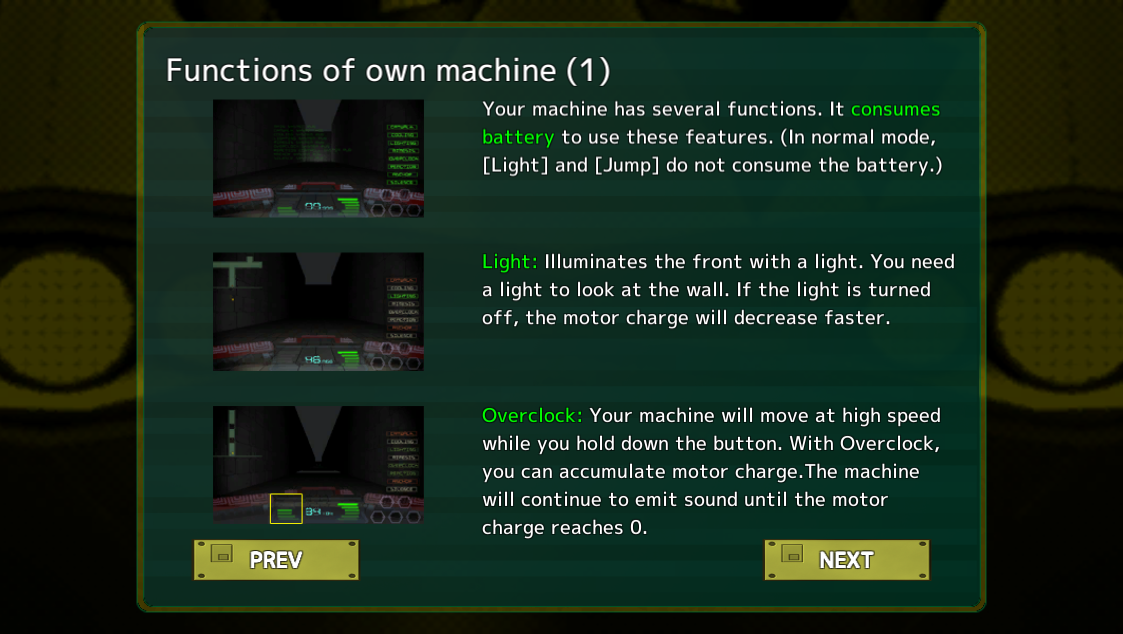 Functions of own machine (1)
Your machine has several functions. It consumes
battery to use these features. (In normal mode,
[Light] and [Jump] do not consume the battery.)
Light: Illuminates the front with a light. You need
a light to look at the wall. If the light is turned
off, the motor charge will decrease faster.
Overclock: Your machine will move at high speed
while you hold down the button. With Overclock,
you can accumulate motor charge.The machine
will continue to emit sound until the motor
charge reaches 0.
PREV
NEXT